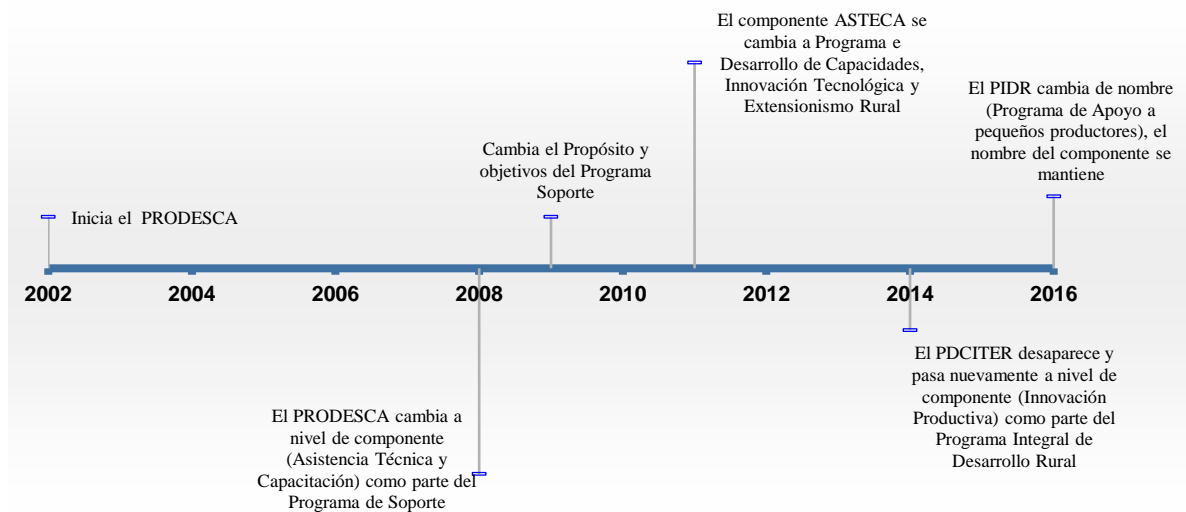 El componente ASTECA se
cambia a Programa e
Desarrollo de Capacidades,
Innovación Tecnológica y
Extensionismo Rural
El PIDR cambia de nombre
(Programa de Apoyo a
pequeños productores), el
nombre del componente se
mantiene
Cambia el Propósito y
objetivos del Programa
Soporte
Inicia el PRODESCA
2002 2004 2006 2008 2010 2012 2014 2016
El PRODESCA cambia a
nivel de componente
(Asistencia Técnica y
Capacitación) como parte del
Programa de Soporte
El PDCITER desaparece y
pasa nuevamente a nivel de
componente (Innovación
Productiva) como parte del
Programa Integral de
Desarrollo Rural